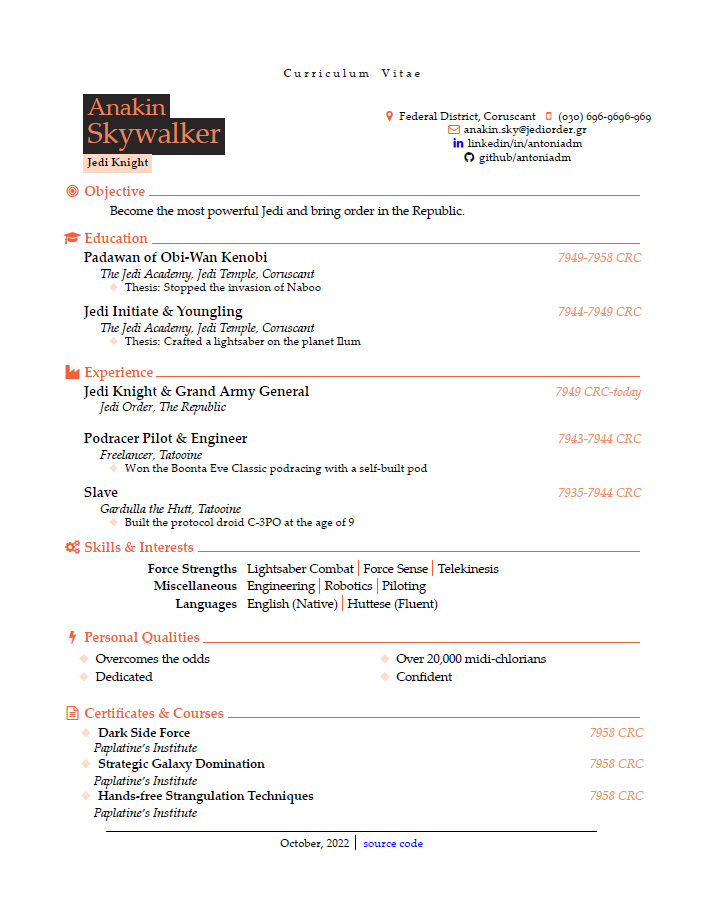 Curriculum Vitae
Anakin
Skywalker
Jedi Knight
Federal District, Coruscant (030) 696-9696-969
anakin.sky@jediorder.gr
linkedin/in/antoniadm
github/antoniadm
Objective
Become the most powerful Jedi and bring order in the Republic.
Education
Padawan of Obi-Wan Kenobi 7949-7958 CRC
The Jedi Academy, Jedi Temple, Coruscant
Thesis: Stopped the invasion of Naboo
Jedi Initiate & Youngling 7944-7949 CRC
The Jedi Academy, Jedi Temple, Coruscant
Thesis: Crafted a lightsaber on the planet Ilum
Experience
Jedi Knight & Grand Army General 7949 CRC-today
Jedi Order, The Republic
Podracer Pilot & Engineer 7943-7944 CRC
Freelancer, Tatooine
Won the Boonta Eve Classic podracing with a self-built pod
Slave 7935-7944 CRC
Gardulla the Hutt, Tatooine
Built the protocol droid C-3PO at the age of 9
Skills & Interests
Force Strengths Lightsaber Combat | Force Sense | Telekinesis
Miscellaneous Engineering | Robotics | Piloting
Languages English (Native) | Huttese (Fluent)
Personal Qualities
Overcomes the odds Over 20,000 midi-chlorians
Dedicated Confident
Certificates & Courses
Dark Side Force 7958 CRC
Paplatine's Institute
Strategic Galaxy Domination 7958 CRC
Paplatine's Institute
Hands-free Strangulation Techniques 7958 CRC
Paplatine's Institute
October, 2022 | source code